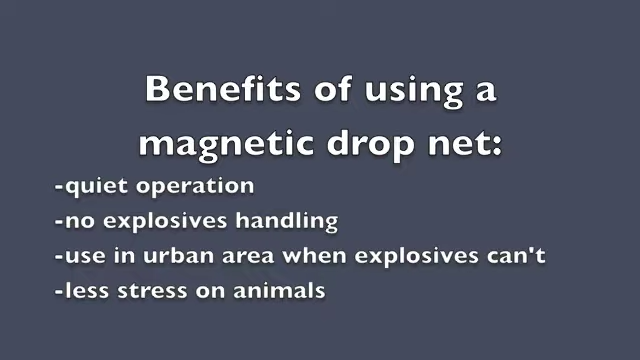 Benefits of using a
magnetic drop net:
-quiet operation
-no explosives handling
-use in urban area when explosives can't
-less stress on animals